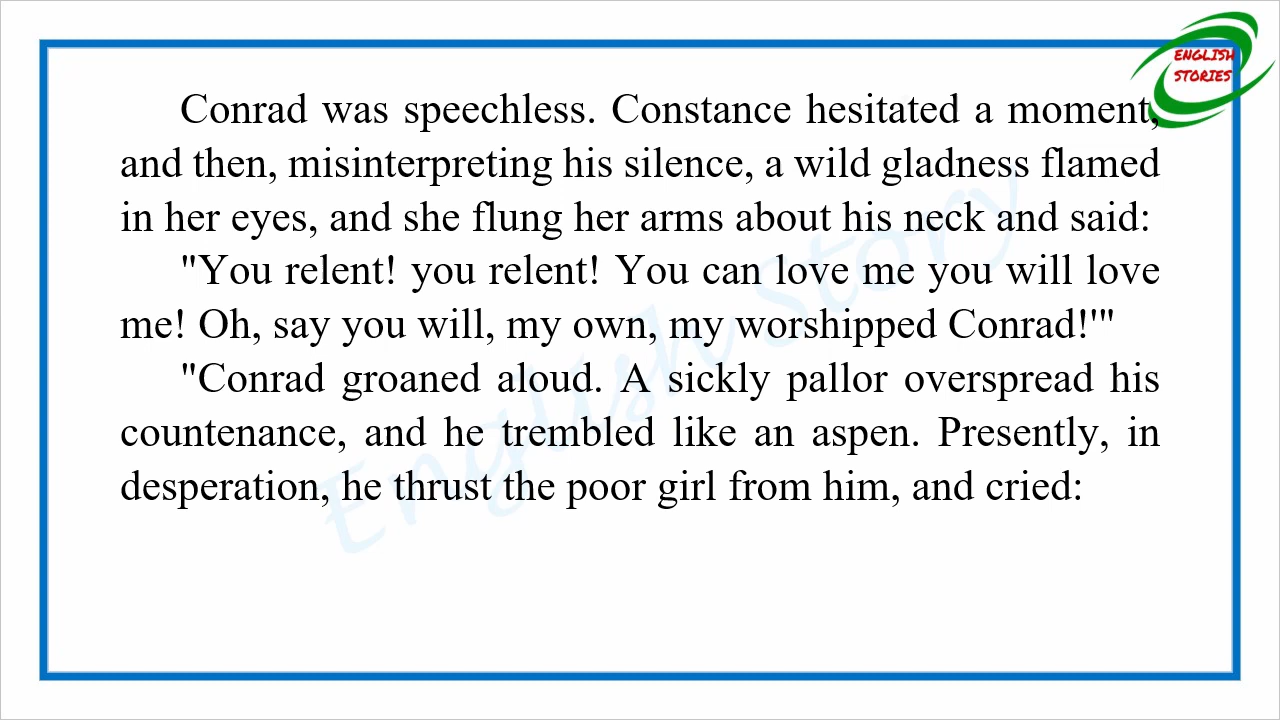 ENGLISH
STORIES
Conrad was speechless. Constance hesitated a moment,
and then, misinterpreting his silence, a wild gladness flamed
in her eyes, and she flung her arms about his neck and said:
"You relent! you relent! You can love me you will love
me! Oh, say you will, my own, my worshipped Conrad!'"
"Conrad groaned aloud. A sickly pallor overspread his
countenance, and he trembled like an aspen. Presently, in
desperation, he thrust the poor girl from him, and cried:
English Story